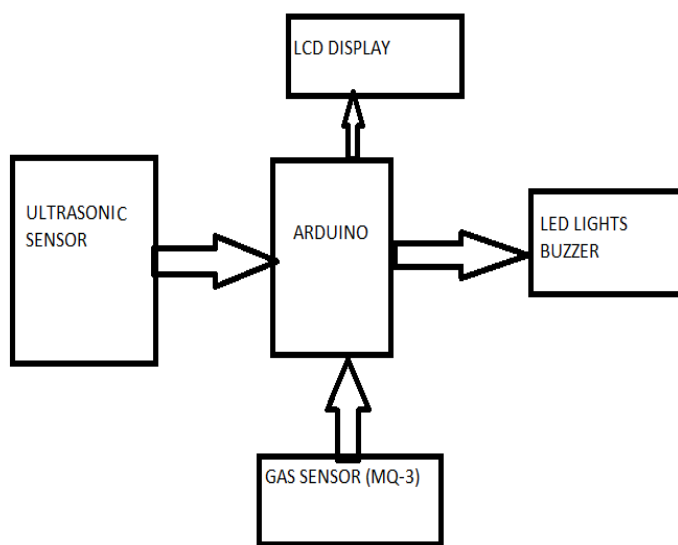 LCD DISPLAY
ULTRASONIC
SENSOR
ARDUINO
LED LIGHTS
BUZZER
GAS SENSOR (MQ-3)